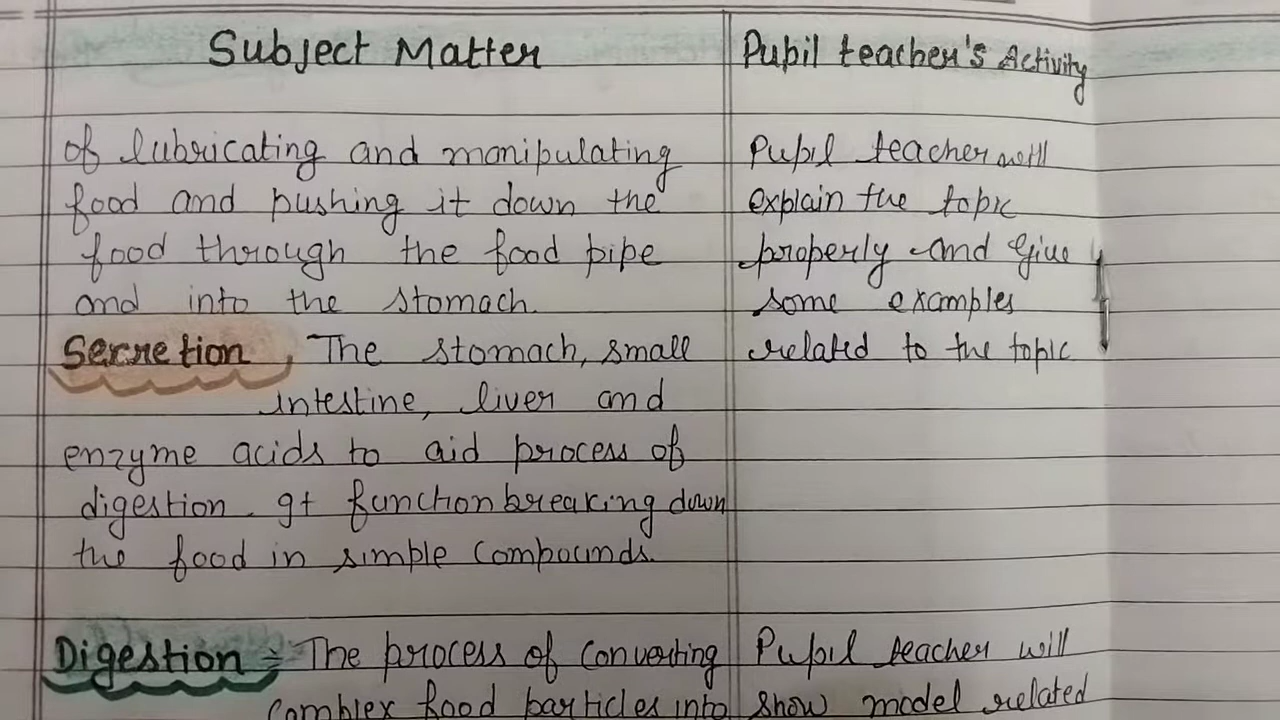 Subject Matter
of lubricating and manipulating
food and pushing it down the
food through the food pipe
and into the stomach.
Secretion, The stomach, small
intestine, liver and
enzyme acids to aid process of
digestion. It function breaking down
the food in simple compounds.
Digestion :- The process of converting
complex food particles into
Pupil teacher's Activity
Pupil teacher will
explain the topic
properly and give
some examples
related to the topic
Pupil teacher will
show model related